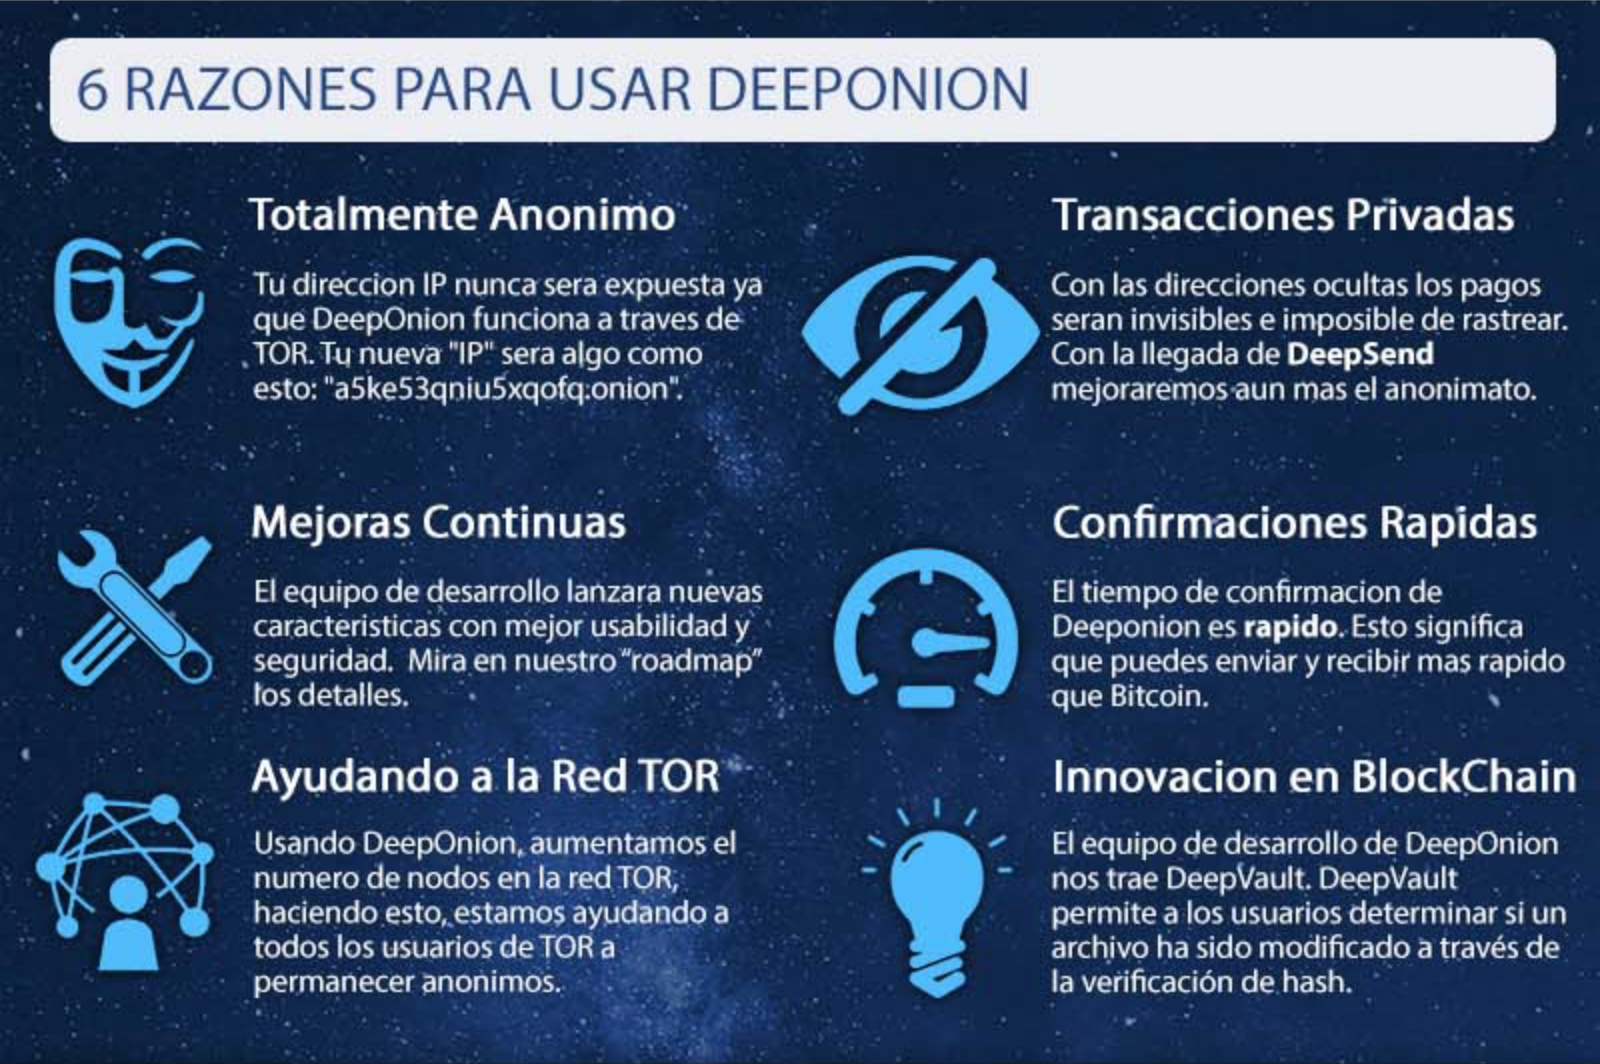 6 RAZONES PARA USAR DEEPONION
Totalmente Anonimo
Tu direccion IP nunca sera expuesta ya
que DeepOnion funciona a traves de
TOR. Tu nueva "IP" sera algo como
esto: "a5ke53qniu5xqofq.onion".
Transacciones Privadas
Con las direcciones ocultas los pagos
seran invisibles e imposible de rastrear.
Con la llegada de DeepSend
mejoraremos aun mas el anonimato.
Mejoras Continuas
El equipo de desarrollo lanzara nuevas
caracteristicas con mejor usabilidad y
seguridad. Mira en nuestro "roadmap"
los detalles.
Confirmaciones Rapidas
El tiempo de confirmacion de
Deeponion es rapido. Esto significa
que puedes enviar y recibir mas rapido
que Bitcoin.
Ayudando a la Red TOR
Usando DeepOnion, aumentamos el
numero de nodos en la red TOR,
haciendo esto, estamos ayudando a
todos los usuarios de TOR a
permanecer anonimos.
Innovacion en BlockChain
El equipo de desarrollo de DeepOnion
nos trae DeepVault. DeepVault
permite a los usuarios determinar si un
archivo ha sido modificado a través de
la verificación de hash.